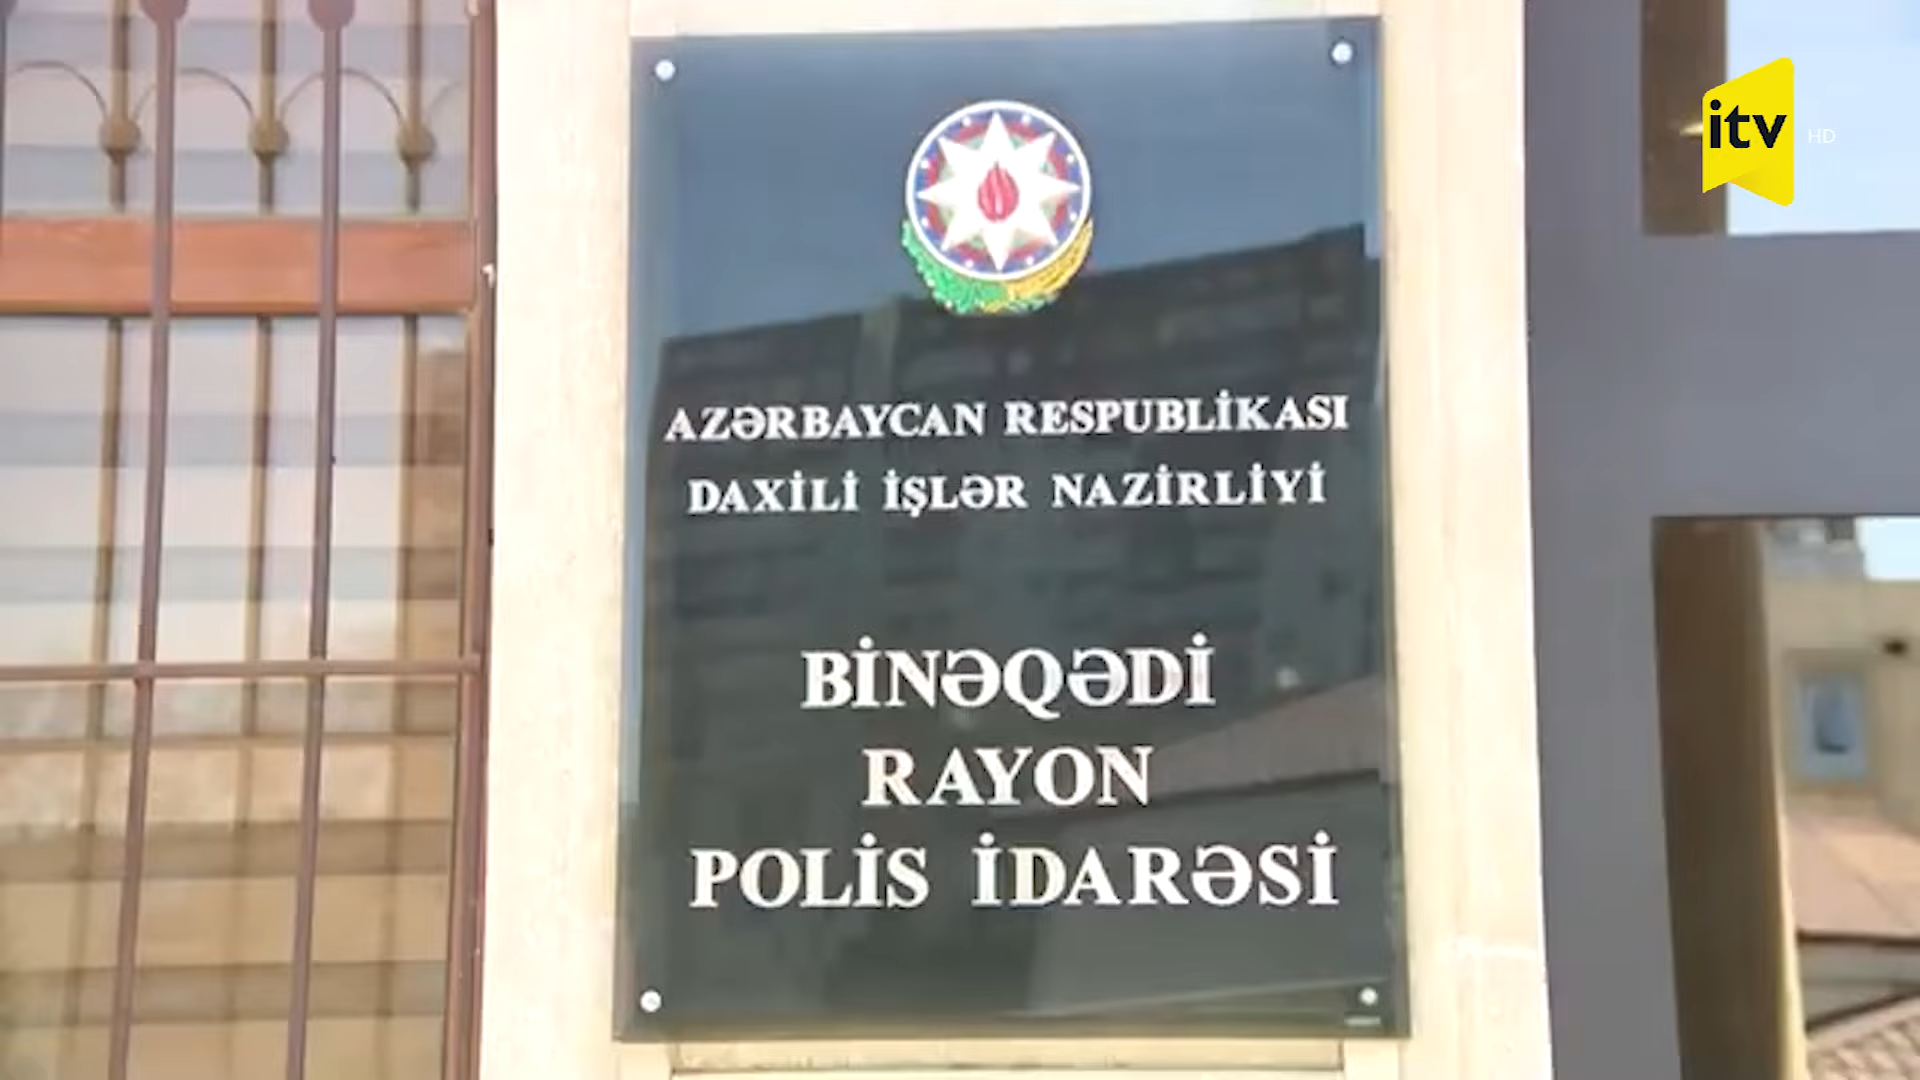 itv HD
AZƏRBAYCAN RESPUBLİKASI
DAXİLİ İŞLƏR NAZİRLİYİ
BİNƏQƏDİ
RAYON
POLİS İDARƏSİ